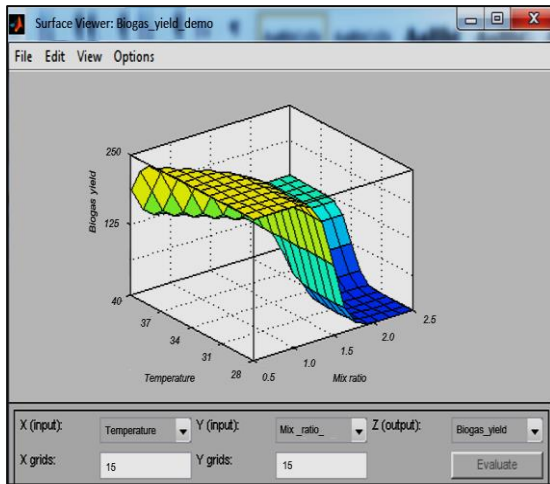 Surface Viewer: Biogas_yield_demo
File Edit View Options
250
125
Biogas yield
40
37
34
31
28
Temperature
0.5
1.0
1.5
2.0
2.5
Mix ratio
X (input): Temperature Y (input): Mix _ratio_ Z (output): Biogas_yield
X grids: 15 Y grids: 15 Evaluate